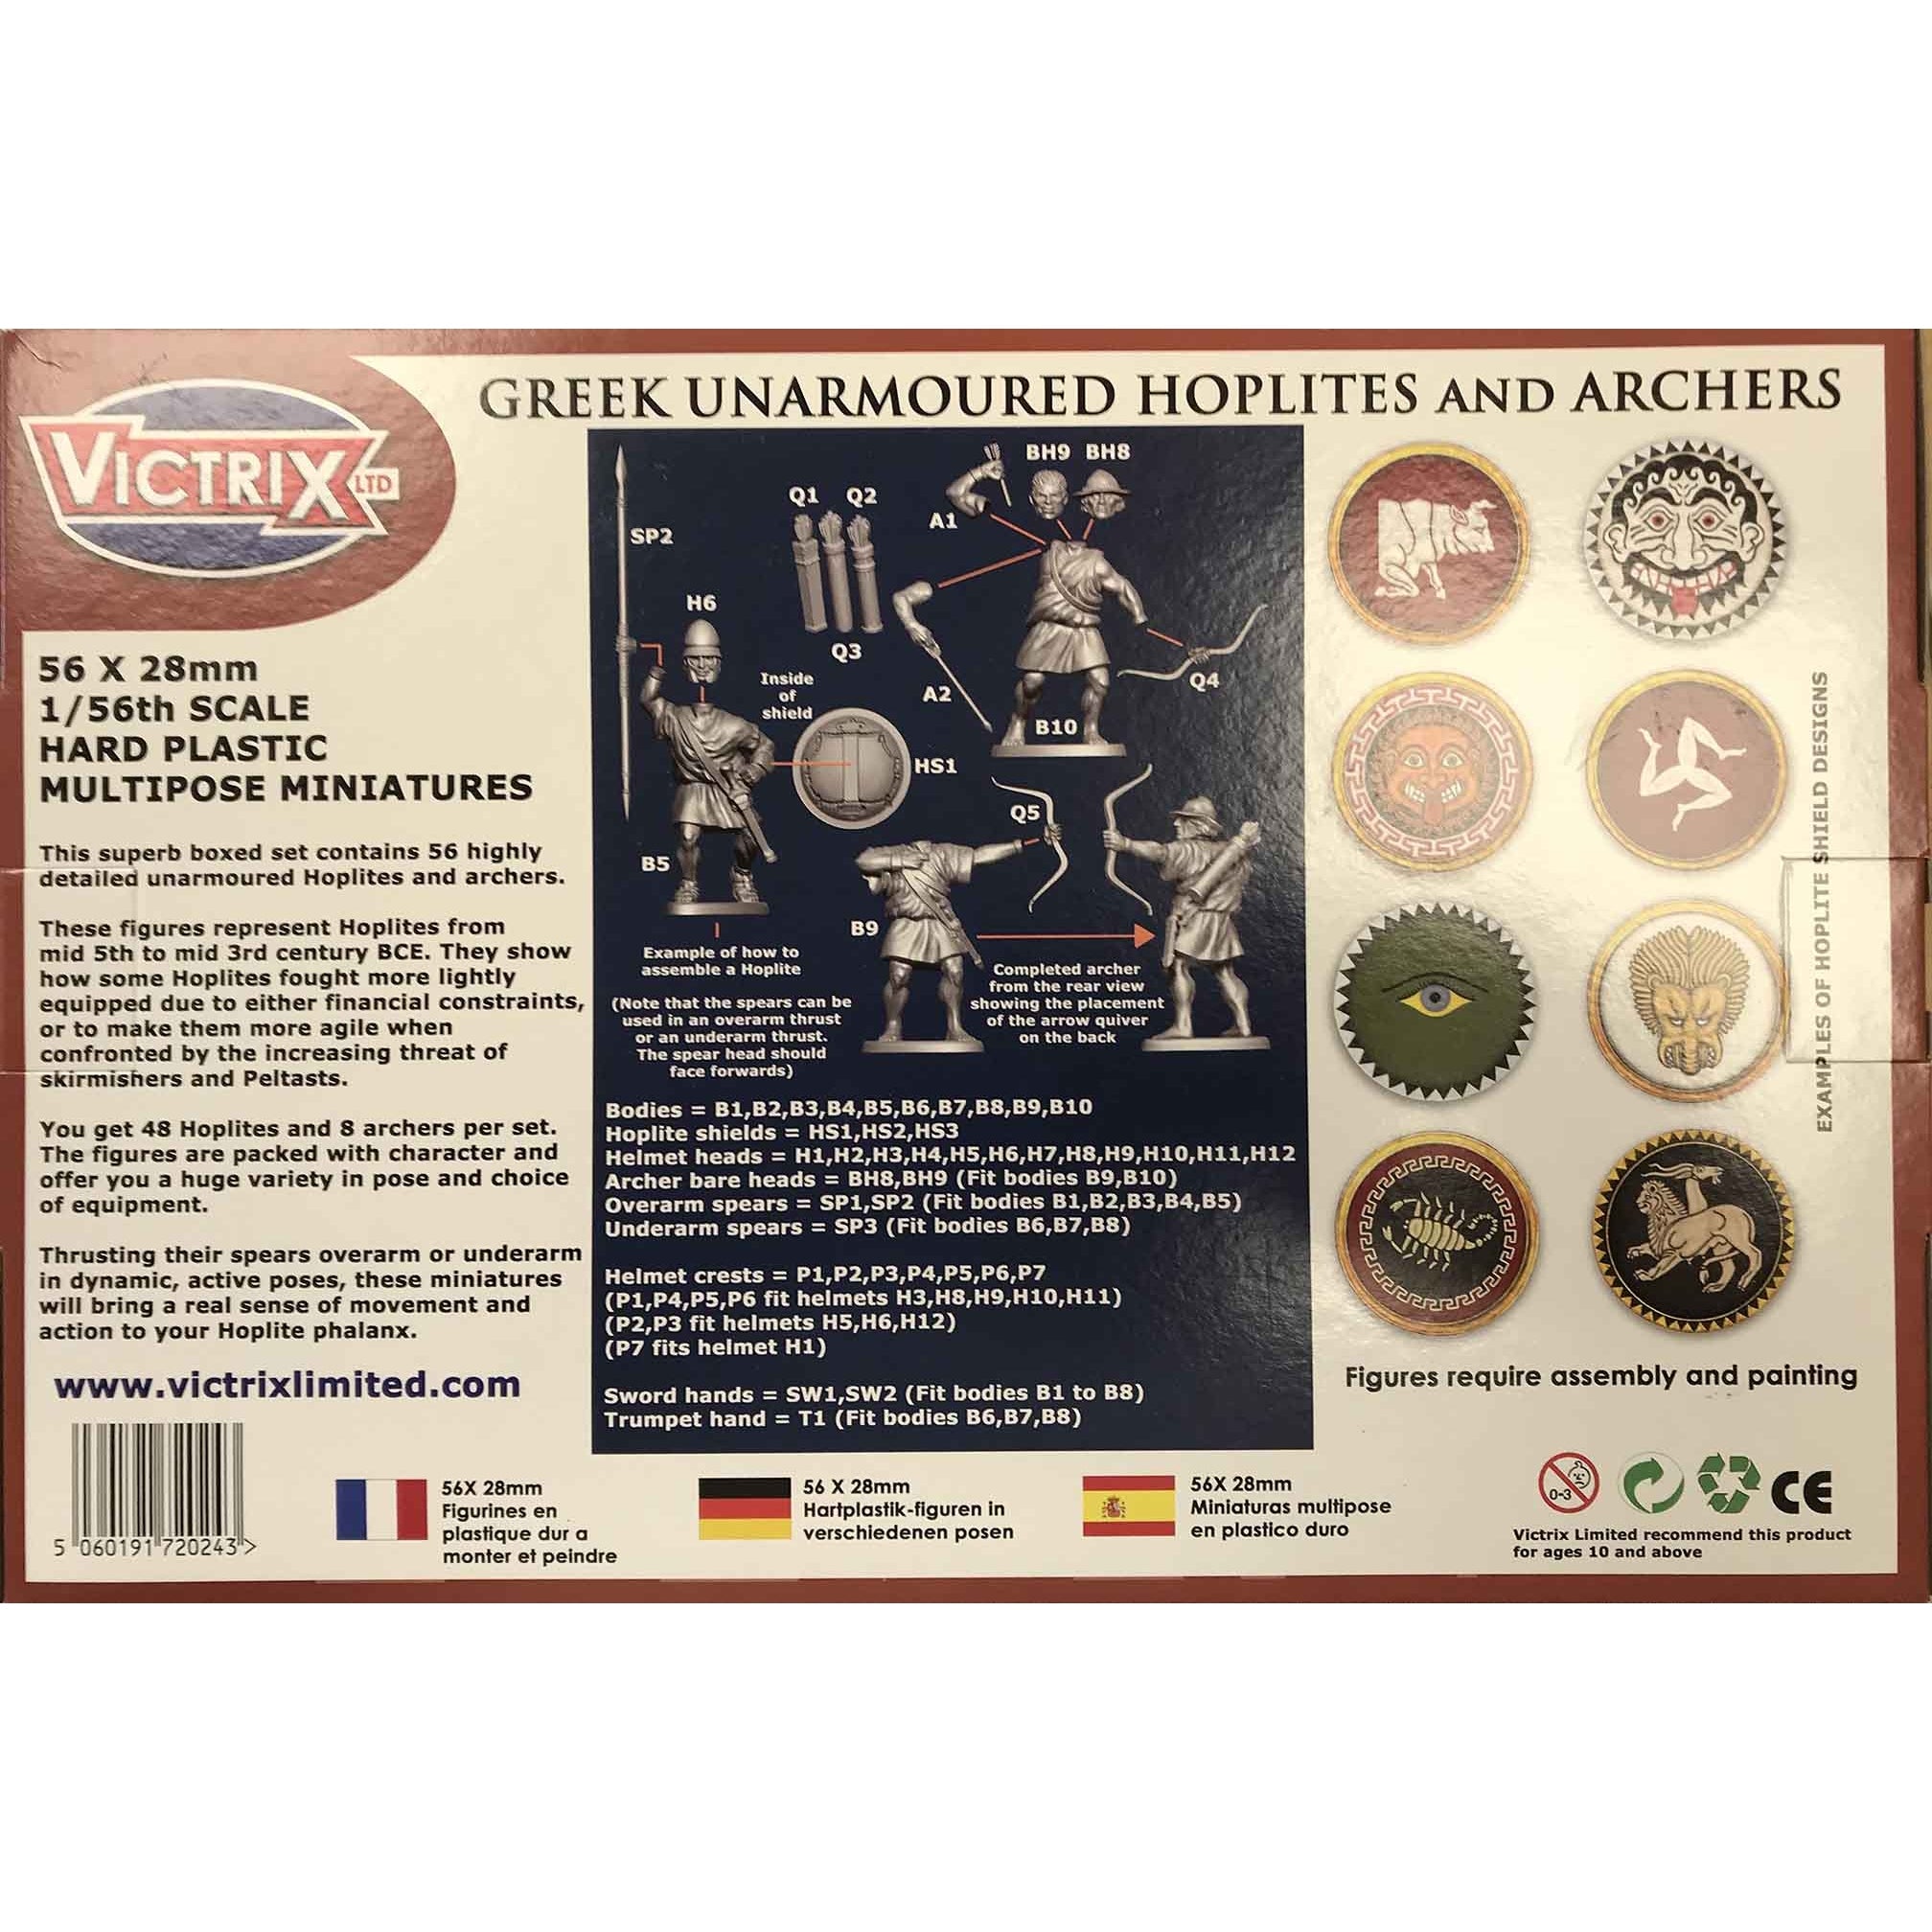 VICTRIX LTD
GREEK UNARMOURED HOPLITES AND ARCHERS
56 X 28mm
1/56th SCALE
HARD PLASTIC
MULTIPOSE MINIATURES
This superb boxed set contains 56 highly
detailed unarmoured Hoplites and archers.
These figures represent Hoplites from
mid 5th to mid 3rd century BCE. They show
how some Hoplites fought more lightly
equipped due to either financial constraints,
or to make them more agile when
confronted by the increasing threat of
skirmishers and Peltasts.
You get 48 Hoplites and 8 archers per set.
The figures are packed with character and
offer you a huge variety in pose and choice
of equipment.
Thrusting their spears overarm or underarm
in dynamic, active poses, these miniatures
will bring a real sense of movement and
action to your Hoplite phalanx.
www.victrixlimited.com
5 060191 720243 >
SP2
H6
Q1 Q2
Q3
A1
BH9 BH8
A2
Q4
B10
Inside
of
shield
HS1
B5
Q5
B9
Example of how to
assemble a Hoplite
(Note that the spears can be
used in an overarm thrust
or an underarm thrust.
The spear head should
face forwards)
Completed archer
from the rear view
showing the placement
of the arrow quiver
on the back
Bodies = B1,B2,B3,B4,B5,B6,B7,B8,B9,B10
Hoplite shields = HS1,HS2,HS3
Helmet heads = H1,H2,H3,H4,H5,H6,H7,H8,H9,H10,H11,H12
Archer bare heads = BH8,BH9 (Fit bodies B9,B10)
Overarm spears = SP1,SP2 (Fit bodies B1,B2,B3,B4,B5)
Underarm spears = SP3 (Fit bodies B6,B7,B8)
Helmet crests = P1,P2,P3,P4,P5,P6,P7
(P1,P4,P5,P6 fit helmets H3,H8,H9,H10,H11)
(P2,P3 fit helmets H5,H6,H12)
(P7 fits helmet H1)
Sword hands = SW1,SW2 (Fit bodies B1 to B8)
Trumpet hand = T1 (Fit bodies B6,B7,B8)
EXAMPLES OF HOPLITE SHIELD DESIGNS
Figures require assembly and painting
56X 28mm
Figurines en
plastique dur a
monter et peindre
56 X 28mm
Hartplastik-figuren in
verschiedenen posen
56X 28mm
Miniaturas multipose
en plastico duro
0-3
CE
Victrix Limited recommend this product
for ages 10 and above